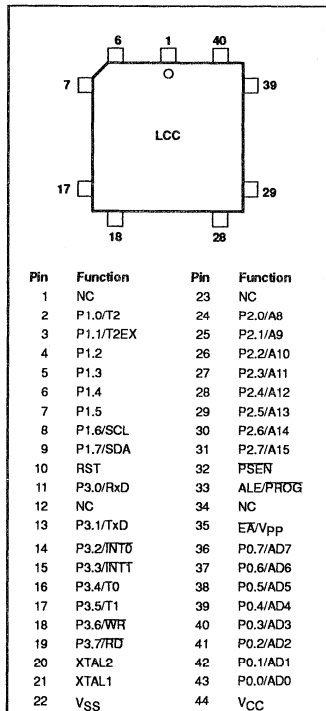 6 1 40
7 39
LCC
17 29
18 28
Pin Function Pin Function
1 NC 23 NC
2 P1.0/T2 24 P2.0/A8
3 P1.1/T2EX 25 P2.1/A9
4 P1.2 26 P2.2/A10
5 P1.3 27 P2.3/A11
6 P1.4 28 P2.4/A12
7 P1.5 29 P2.5/A13
8 P1.6/SCL 30 P2.6/A14
9 P1.7/SDA 31 P2.7/A15
10 RST 32 P̅S̅E̅N̅
11 P3.0/RxD 33 ALE/P̅R̅O̅G̅
12 NC 34 NC
13 P3.1/TxD 35 E̅A̅/VPP
14 P3.2/I̅N̅T̅0̅ 36 P0.7/AD7
15 P3.3/I̅N̅T̅1̅ 37 P0.6/AD6
16 P3.4/T0 38 P0.5/AD5
17 P3.5/T1 39 P0.4/AD4
18 P3.6/W̅R̅ 40 P0.3/AD3
19 P3.7/R̅D̅ 41 P0.2/AD2
20 XTAL2 42 P0.1/AD1
21 XTAL1 43 P0.0/AD0
22 VSS 44 VCC